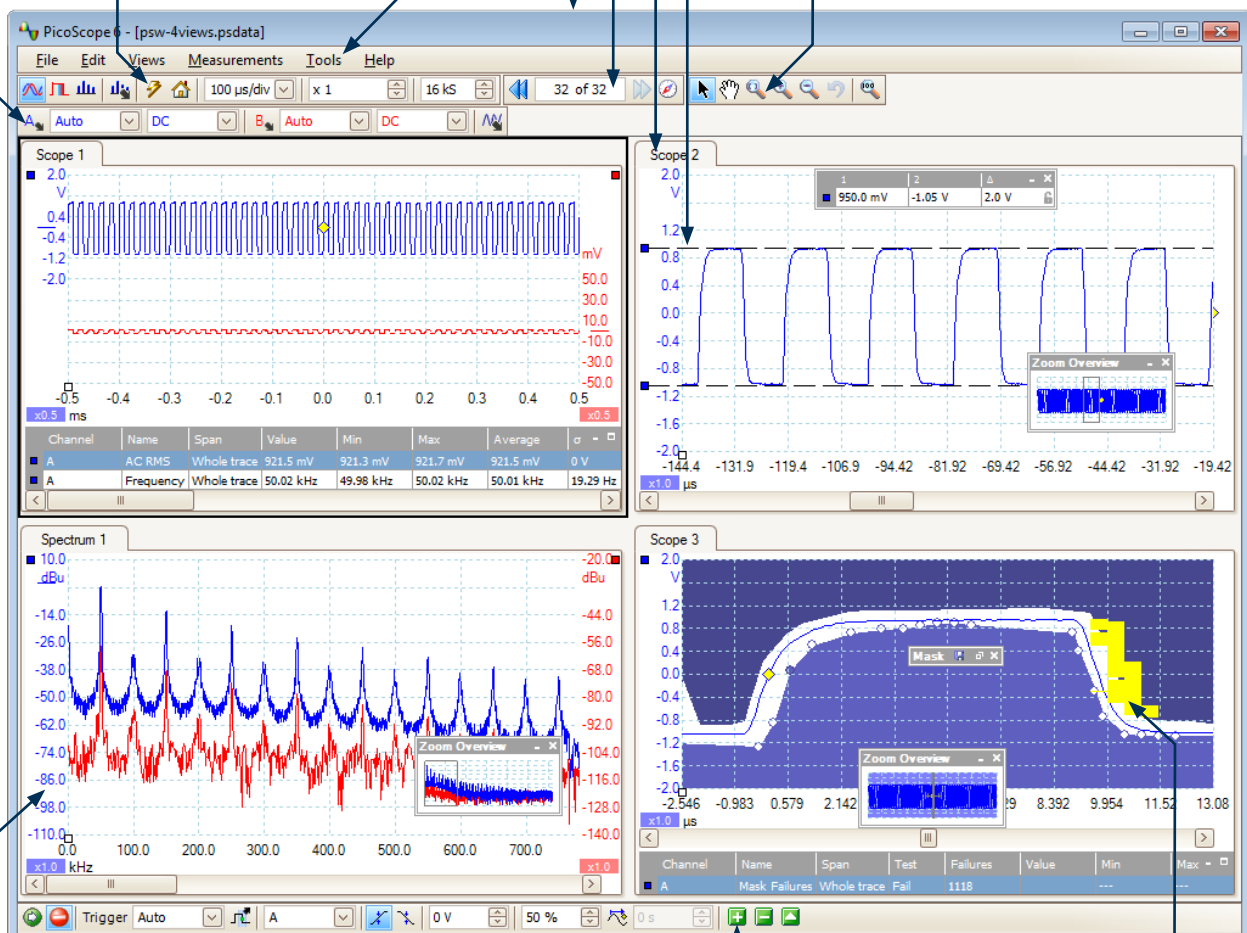 PicoScope 6 - [psw-4views.psdata]
File Edit Views Measurements Tools Help
100 µs/div x 1 16 kS 32 of 32
A Auto DC B Auto DC
Scope 1
2.0
V
0.4
-0.4
-1.2
-2.0
mV
50.0
30.0
10.0
-10.0
-30.0
-50.0
-0.5 -0.4 -0.3 -0.2 -0.1 0.0 0.1 0.2 0.3 0.4 0.5
x0.5 ms x0.5
Channel Name Span Value Min Max Average σ
A AC RMS Whole trace 921.5 mV 921.3 mV 921.7 mV 921.5 mV 0 V
A Frequency Whole trace 50.02 kHz 49.98 kHz 50.02 kHz 50.01 kHz 19.29 Hz
Scope 2
2.0
V
1.2
0.8
0.4
0.0
-0.4
-0.8
-1.2
-1.6
-2.0
1 2 Δ
950.0 mV -1.05 V 2.0 V
Zoom Overview
-144.4 -131.9 -119.4 -106.9 -94.42 -81.92 -69.42 -56.92 -44.42 -31.92 -19.42
x1.0 µs
Spectrum 1
10.0
dBu
-14.0
-26.0
-38.0
-50.0
-62.0
-74.0
-86.0
-98.0
-110.0
-20.0
dBu
-44.0
-56.0
-68.0
-80.0
-92.0
-104.0
-116.0
-128.0
-140.0
Zoom Overview
0.0 100.0 200.0 300.0 400.0 500.0 600.0 700.0
x1.0 kHz x1.0
Scope 3
2.0
V
1.2
0.8
0.4
0.0
-0.4
-0.8
-1.2
-1.6
-2.0
Mask
Zoom Overview
-2.546 -0.983 0.579 2.142 29 8.392 9.954 11.52 13.08
x1.0 µs
Channel Name Span Test Failures Value Min Max
A Mask Failures Whole trace Fail 1118 --- ---
Trigger Auto A 0 V 50 % 0 s